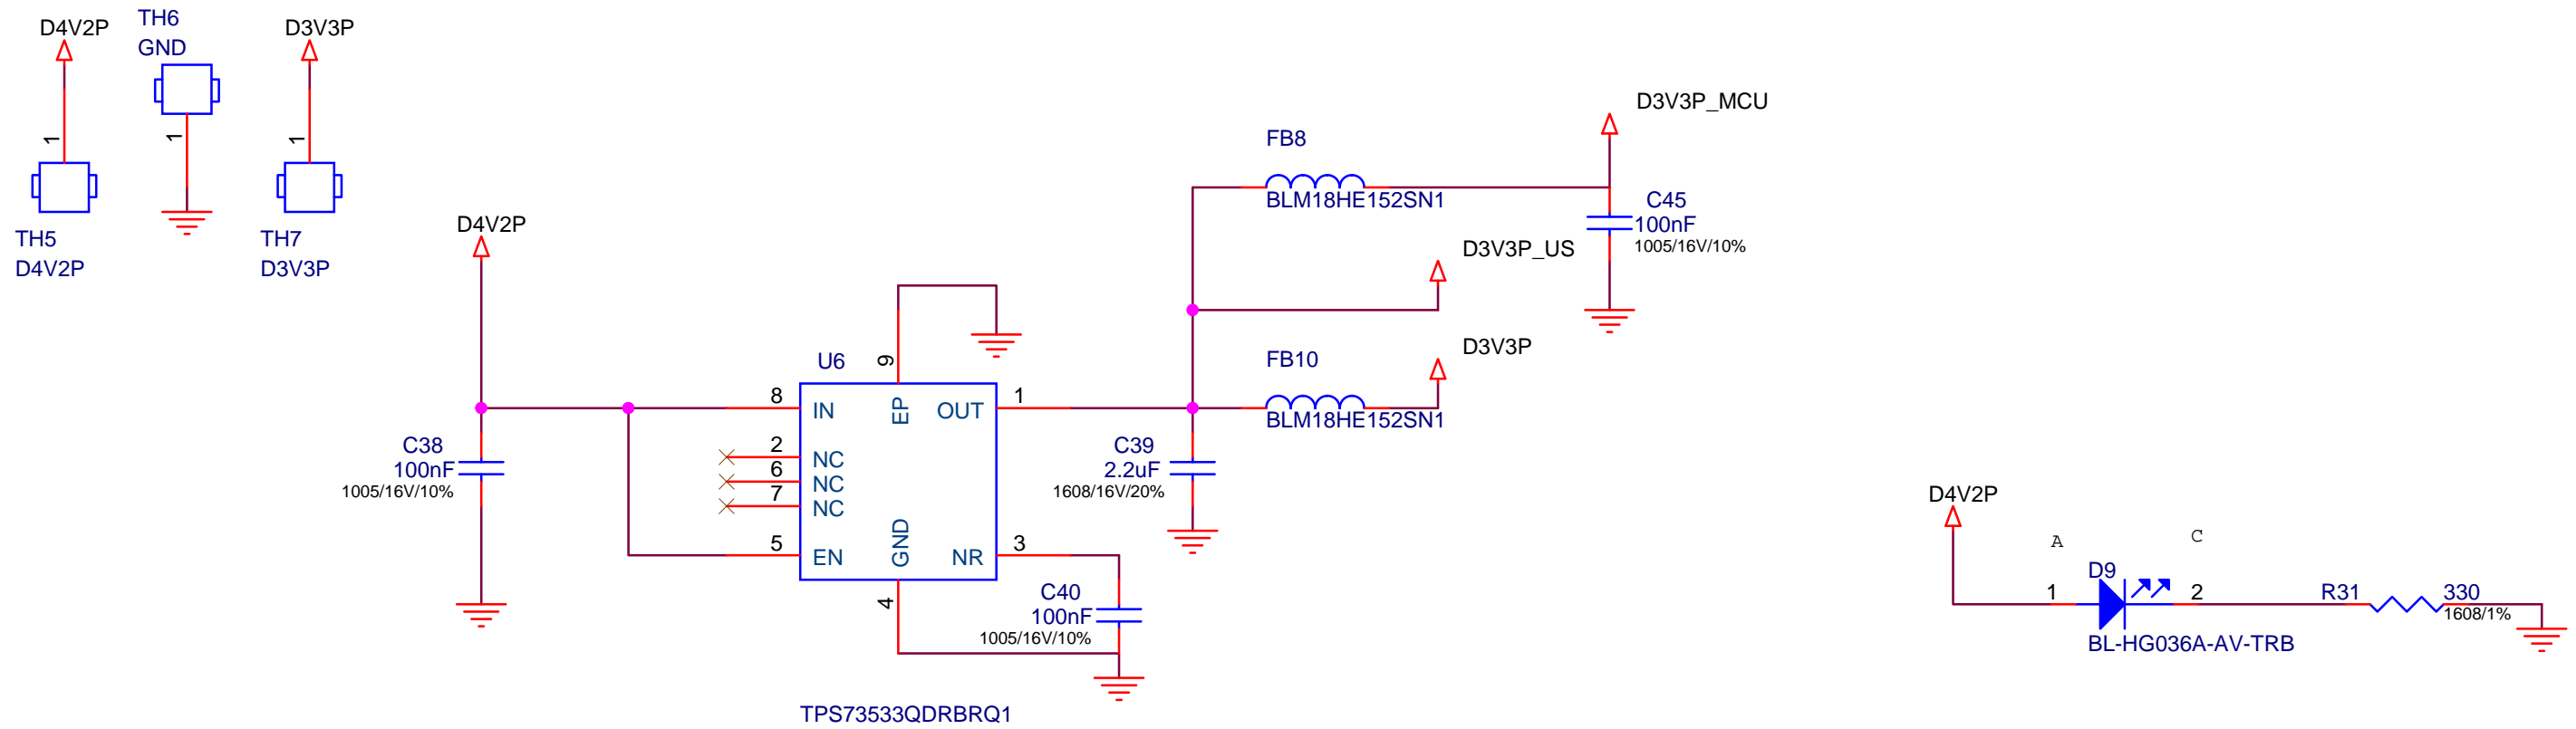 D4V2P
1
TH5
D4V2P
TH6
GND
1
D3V3P
1
TH7
D3V3P
D4V2P
C38
100nF
1005/16V/10%
U6
9
8
IN
EP
OUT
1
2
NC
6
NC
7
NC
5
EN
GND
NR
3
4
TPS73533QDRBRQ1
C40
100nF
1005/16V/10%
C39
2.2uF
1608/16V/20%
FB8
BLM18HE152SN1
D3V3P_MCU
C45
100nF
1005/16V/10%
D3V3P_US
FB10
BLM18HE152SN1
D3V3P
D4V2P
A
C
D9
1
2
BL-HG036A-AV-TRB
R31
330
1608/1%